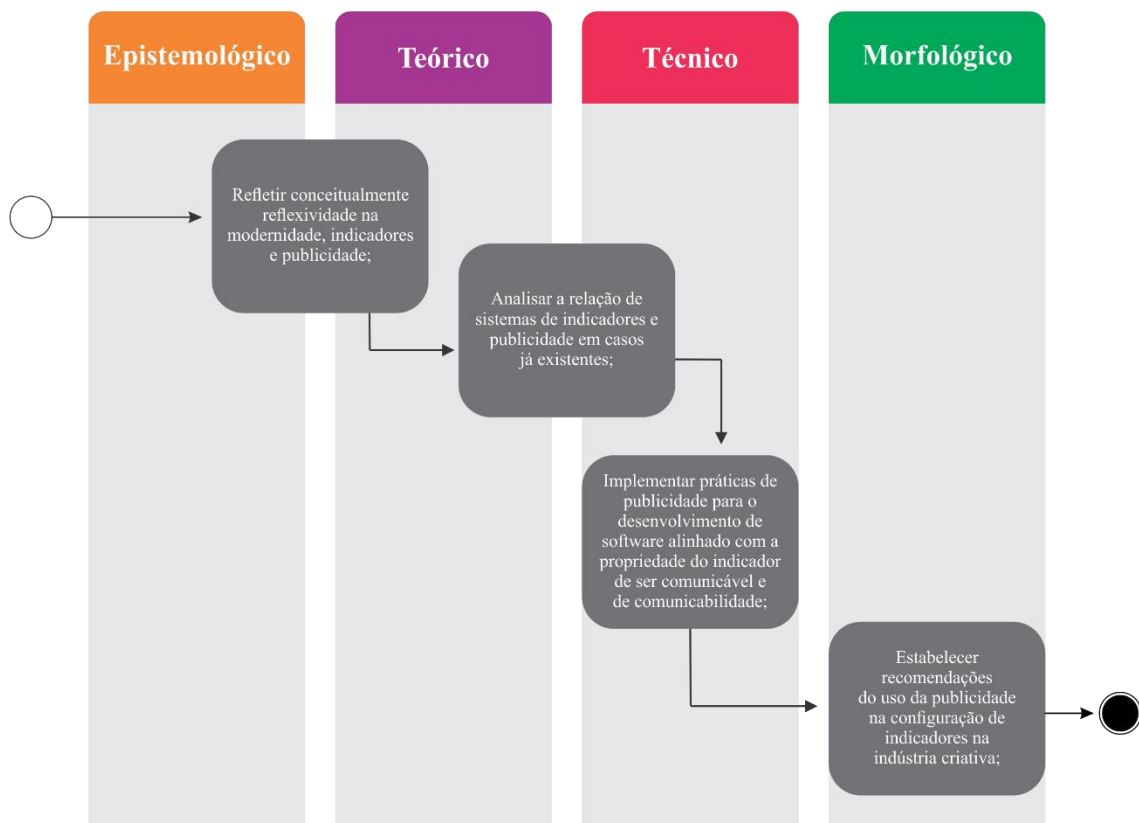 Epistemológico
Teórico
Técnico
Morfológico
Refletir conceitualmente
reflexividade na
modernidade, indicadores
e publicidade;
Analisar a relação de
sistemas de indicadores e
publicidade em casos
já existentes;
Implementar práticas de
publicidade para o
desenvolvimento de
software alinhado com a
propriedade do indicador
de ser comunicável e
de comunicabilidade;
Estabelecer
recomendações
do uso da publicidade
na configuração de
indicadores na
indústria criativa;